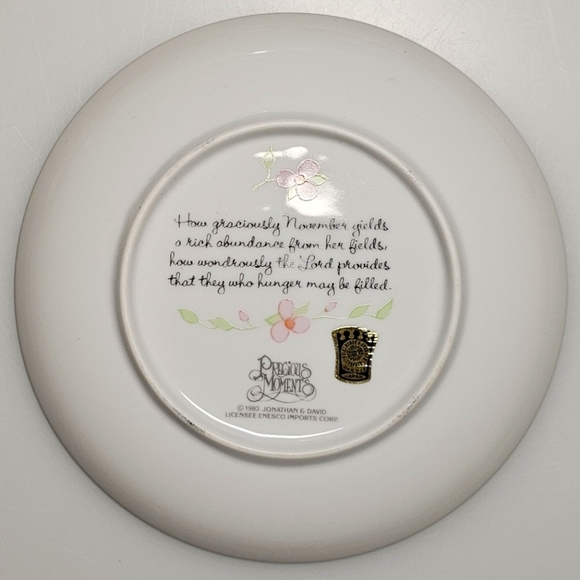 How graciously November yields
a rich abundance from her fields,
how wondrously the Lord provides
that they who hunger may be filled.
PRECIOUS
MOMENTS
© 1983 JONATHAN & DAVID
LICENSEE ENESCO IMPORTS CORP.